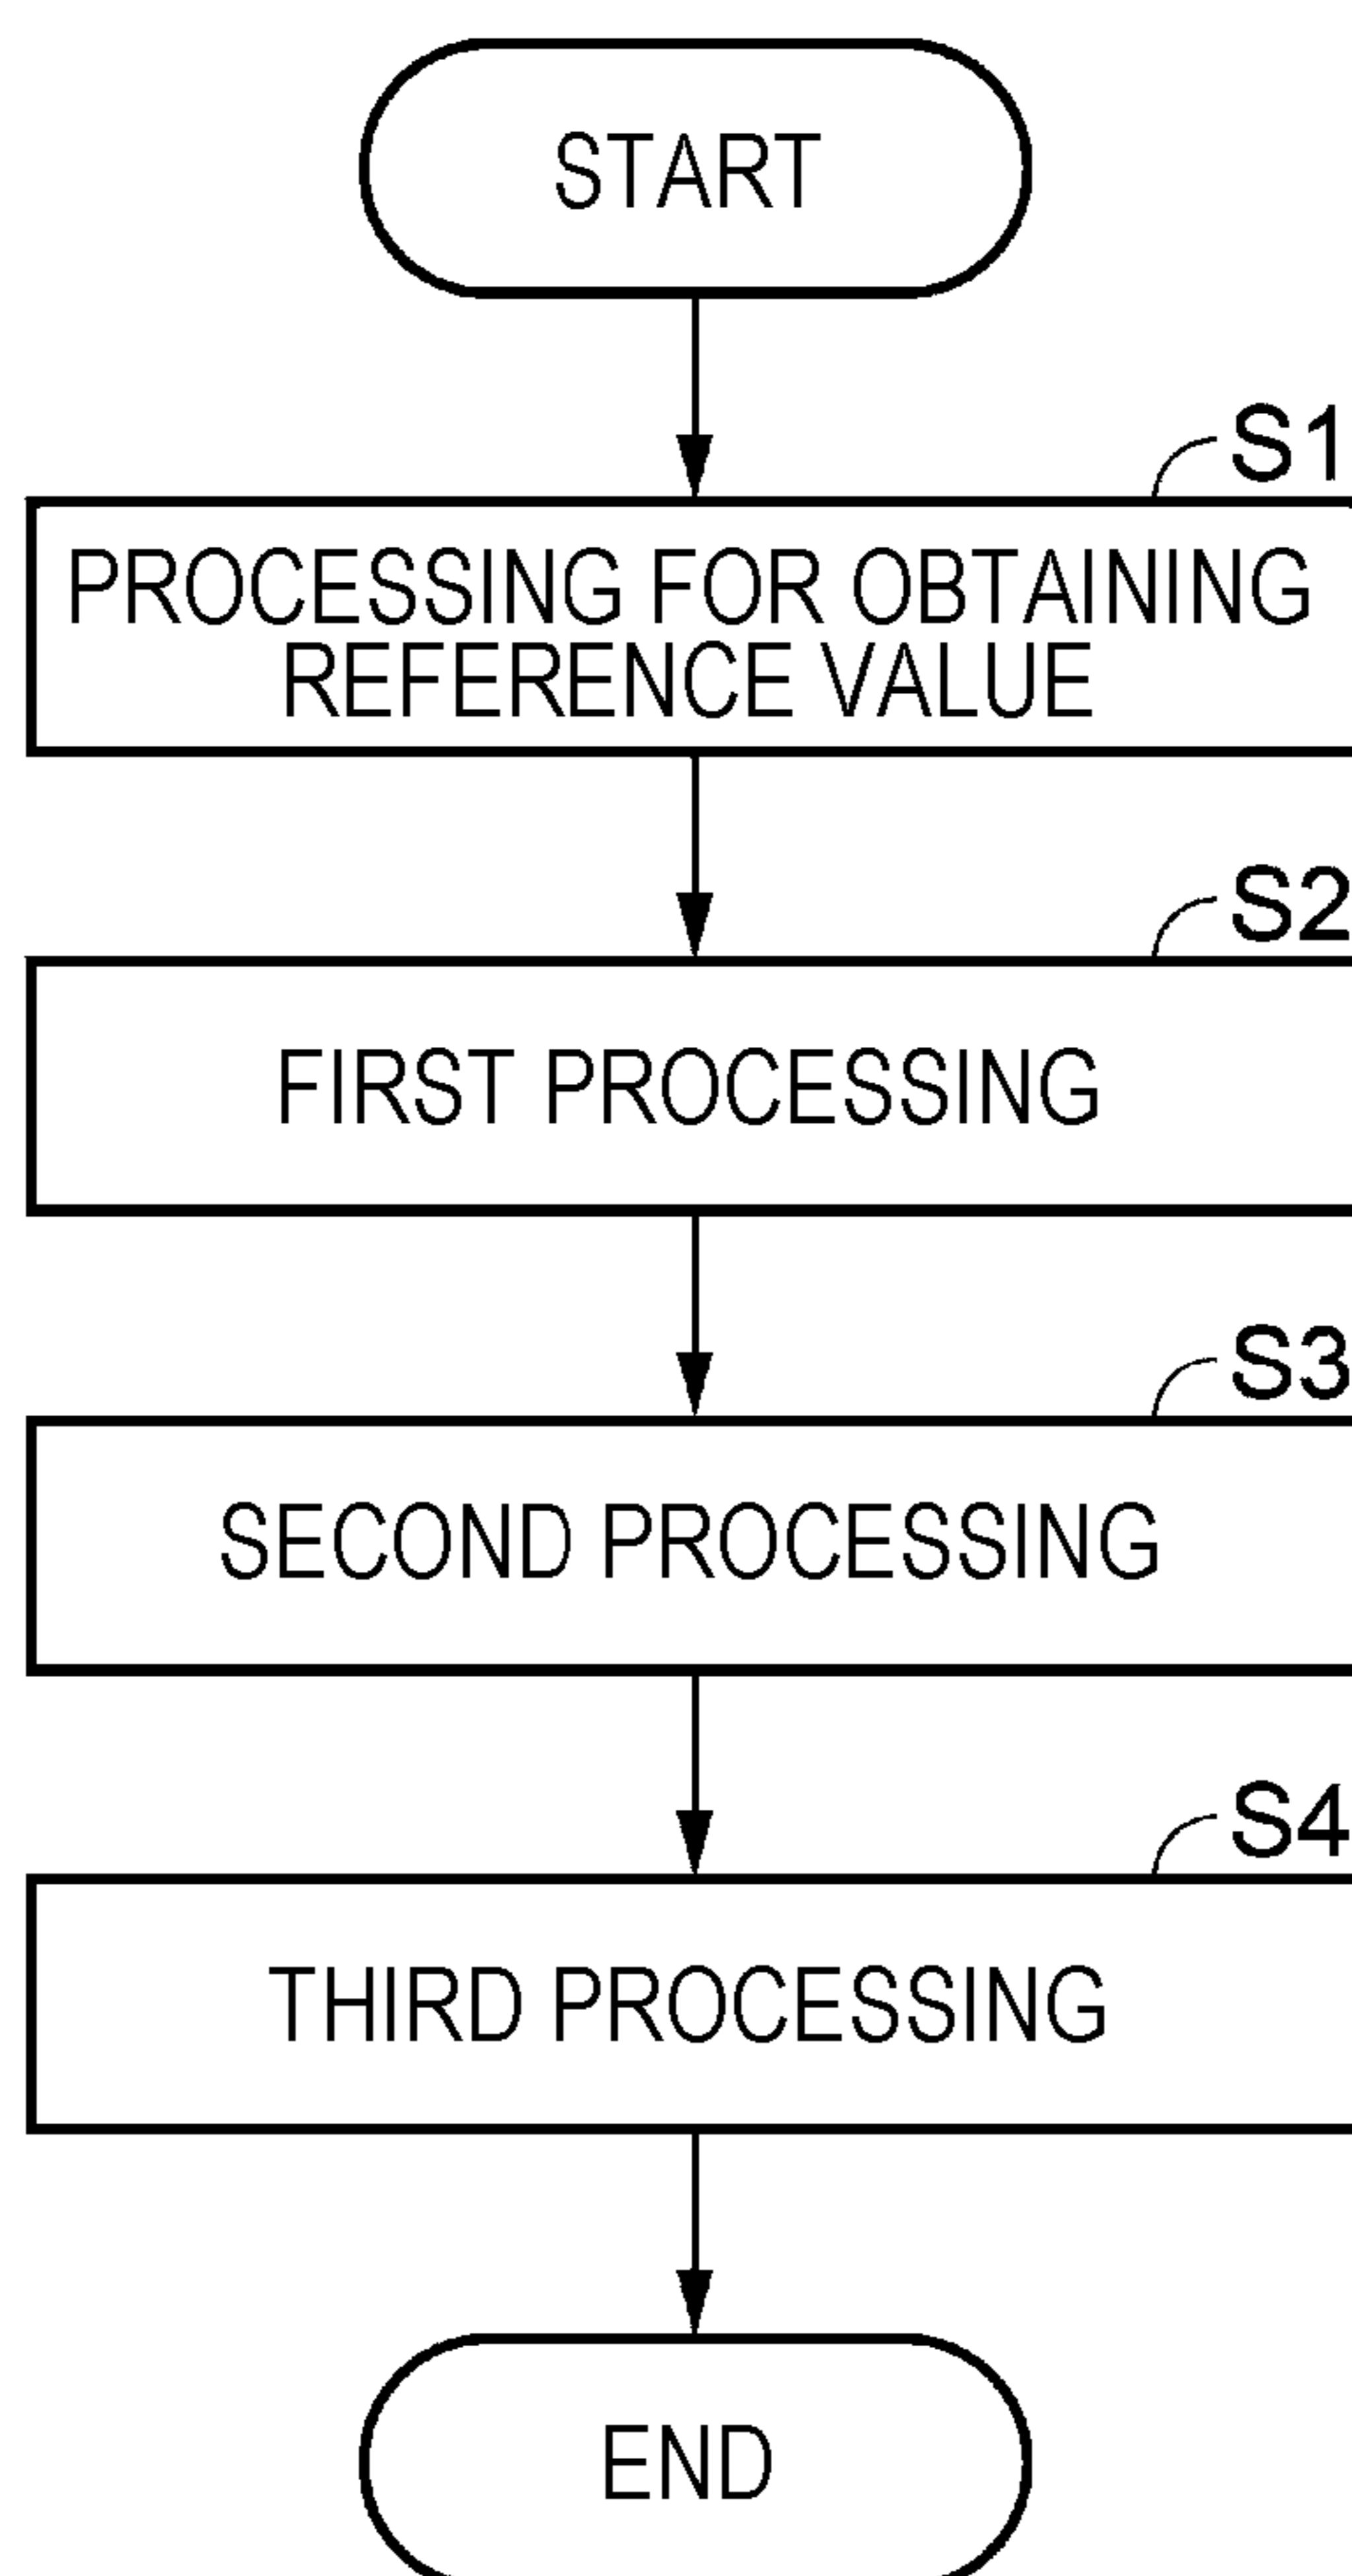 START
S1
PROCESSING FOR OBTAINING
REFERENCE VALUE
S2
FIRST PROCESSING
S3
SECOND PROCESSING
S4
THIRD PROCESSING
END